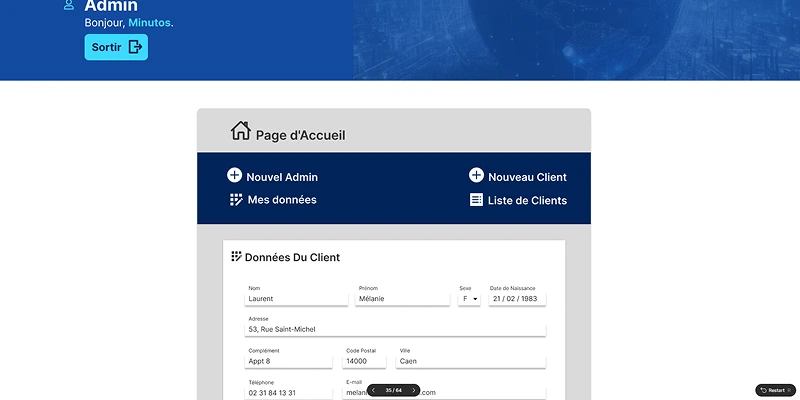 Admin
Bonjour, Minutos.
Sortir
Page d'Accueil
Nouvel Admin
Nouveau Client
Mes données
Liste de Clients
Données Du Client
Nom
Prénom
Sexe
Date de Naissance
Laurent
Mélanie
F
21 / 02 / 1983
Adresse
53, Rue Saint-Michel
Complément
Code Postal
Ville
Appt 8
14000
Caen
Téléphone
E-mail
02 31 84 13 31
.com
35 / 64
Restart
R